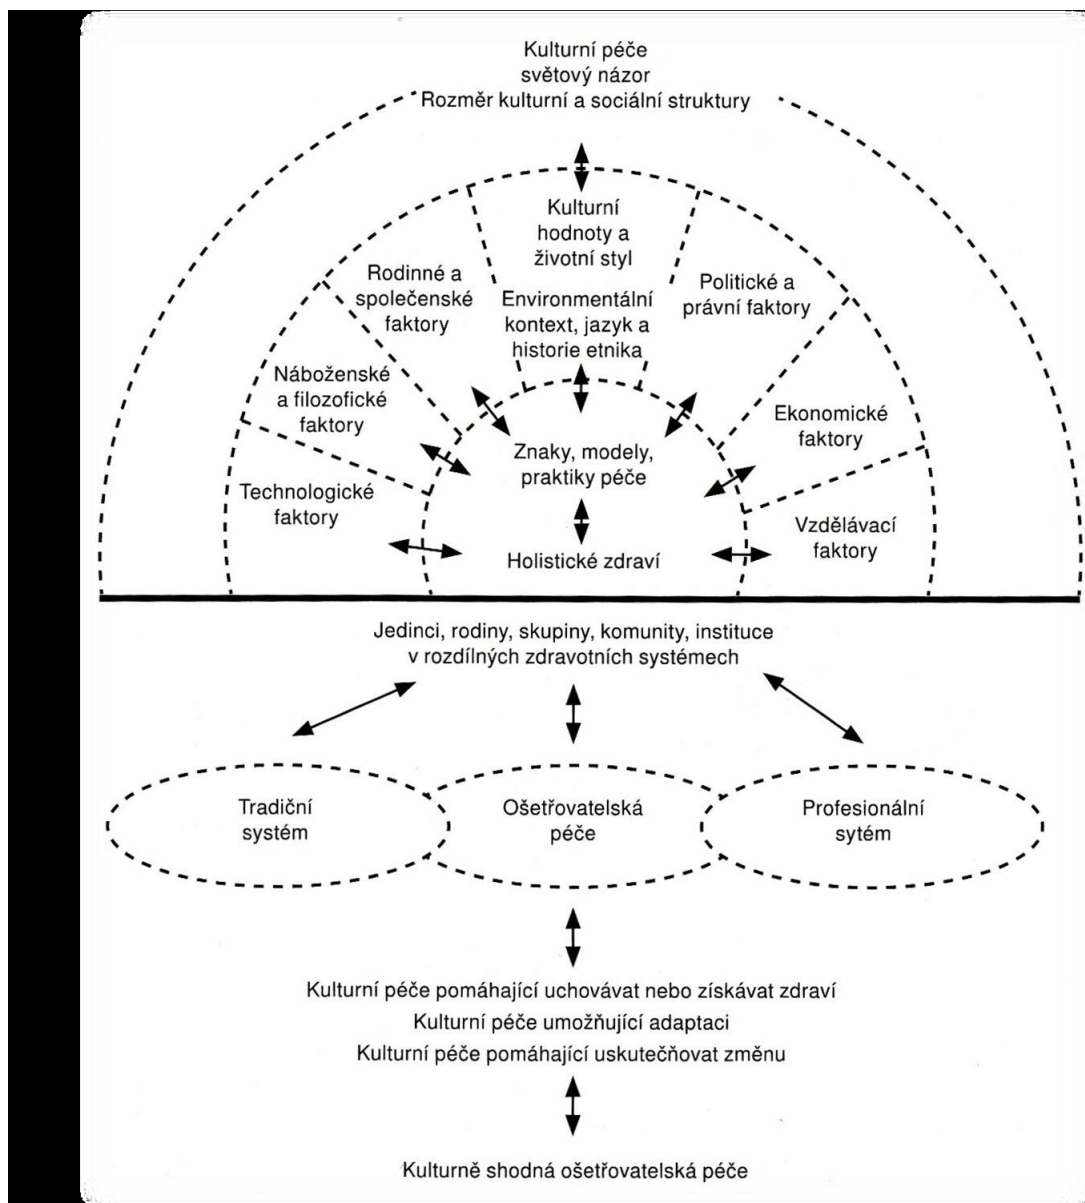 Kulturní péče
světový názor
Rozměr kulturní a sociální struktury
Kulturní
hodnoty a
životní styl
Rodinné a
společenské
faktory
Politické a
právní faktory
Environmentální
kontext, jazyk a
historie etnika
Náboženské
a filozofické
faktory
Ekonomické
faktory
Znaky, modely,
praktiky péče
Technologické
faktory
Vzdělávací
faktory
Holistické zdraví
Jedinci, rodiny, skupiny, komunity, instituce
v rozdílných zdravotních systémech
Tradiční
systém
Ošetřovatelská
péče
Profesionální
sytém
Kulturní péče pomáhající uchovávat nebo získávat zdraví
Kulturní péče umožňující adaptaci
Kulturní péče pomáhající uskutečňovat změnu
Kulturně shodná ošetřovatelská péče